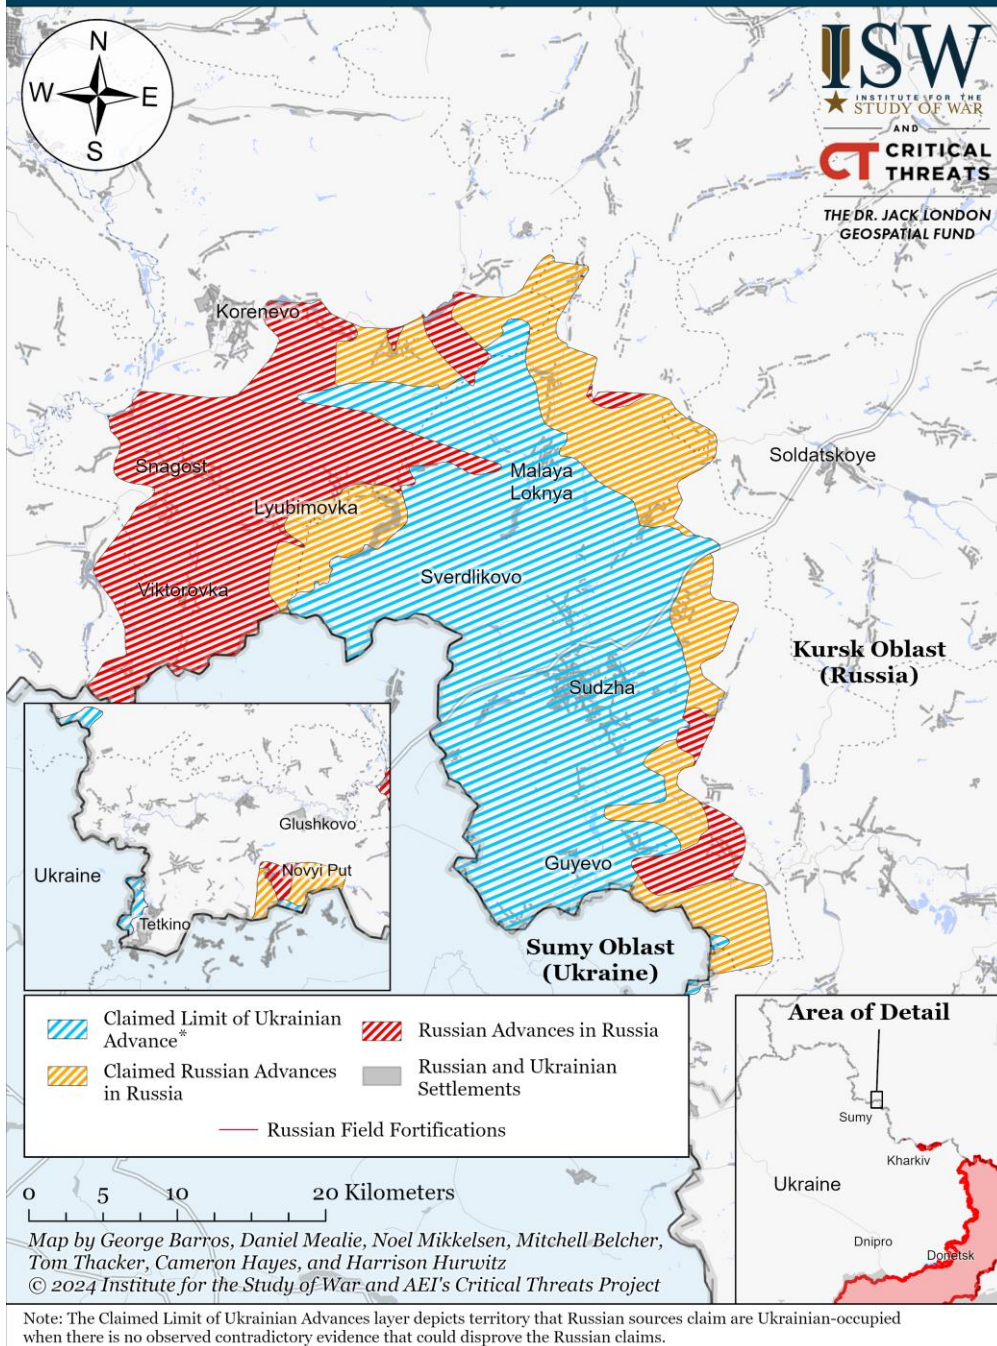 N
W
E
S
ISW
INSTITUTE FOR THE
STUDY OF WAR
AND
CT CRITICAL
THREATS
THE DR. JACK LONDON
GEOSPATIAL FUND
Korenevo
Soldatskoye
Snagost
Malaya
Loknya
Lyubimovka
Sverdlikovo
Viktorovka
Kursk Oblast
(Russia)
Sudzha
Guyevo
Sumy Oblast
(Ukraine)
Glushkovo
Ukraine
Novyi Put
Tetkino
Claimed Limit of Ukrainian
Advance*
Russian Advances in Russia
Claimed Russian Advances
in Russia
Russian and Ukrainian
Settlements
Russian Field Fortifications
Area of Detail
Sumy
Kharkiv
Ukraine
Dnipro
Donetsk
0 5 10 20 Kilometers
Map by George Barros, Daniel Mealie, Noel Mikkelsen, Mitchell Belcher,
Tom Thacker, Cameron Hayes, and Harrison Hurwitz
© 2024 Institute for the Study of War and AEI's Critical Threats Project
Note: The Claimed Limit of Ukrainian Advances layer depicts territory that Russian sources claim are Ukrainian-occupied
when there is no observed contradictory evidence that could disprove the Russian claims.